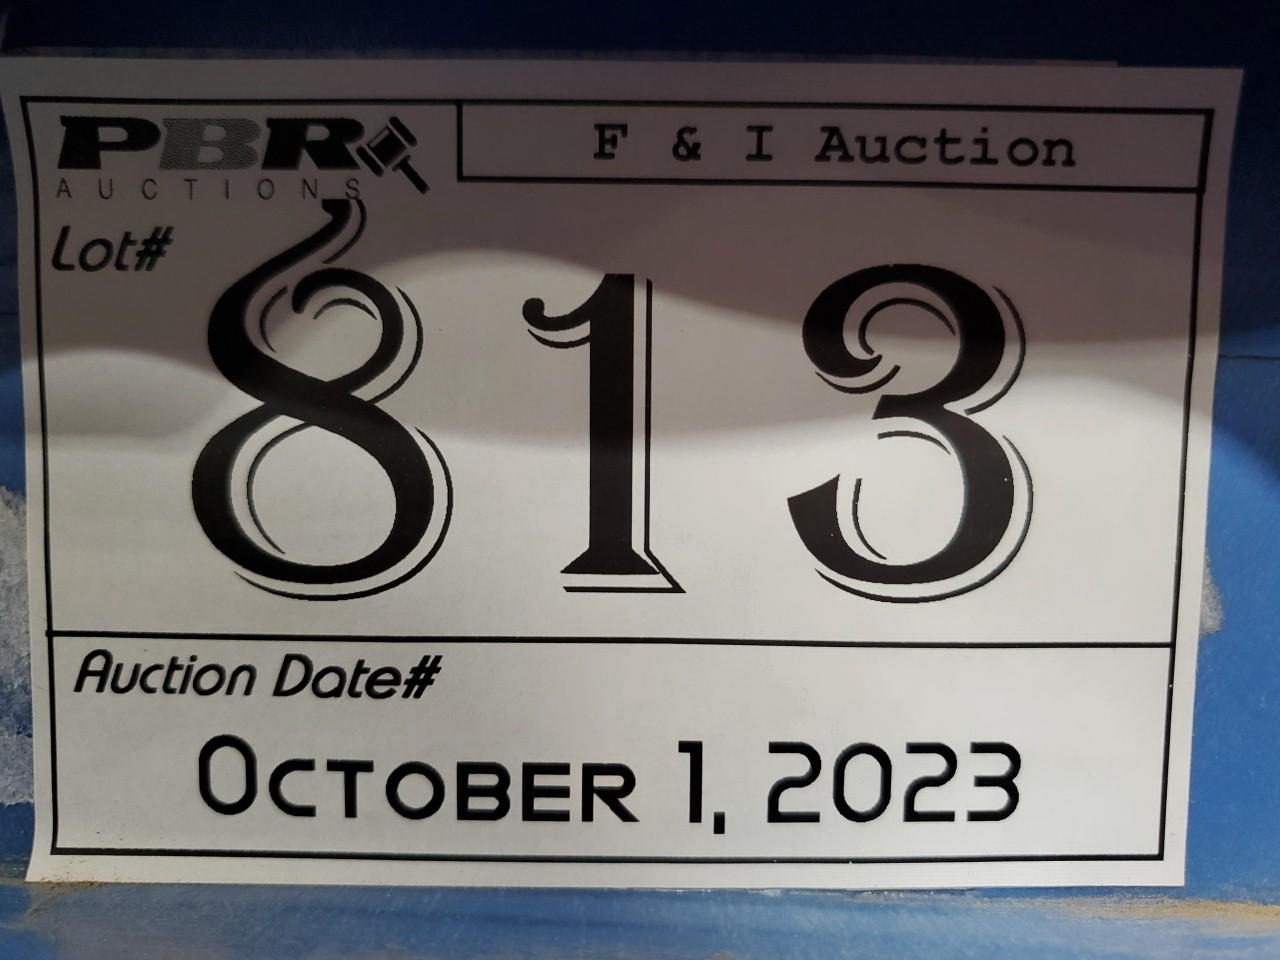 PBR
AUCTIONS
F & I Auction
Lot#
813
Auction Date#
October 1, 2023